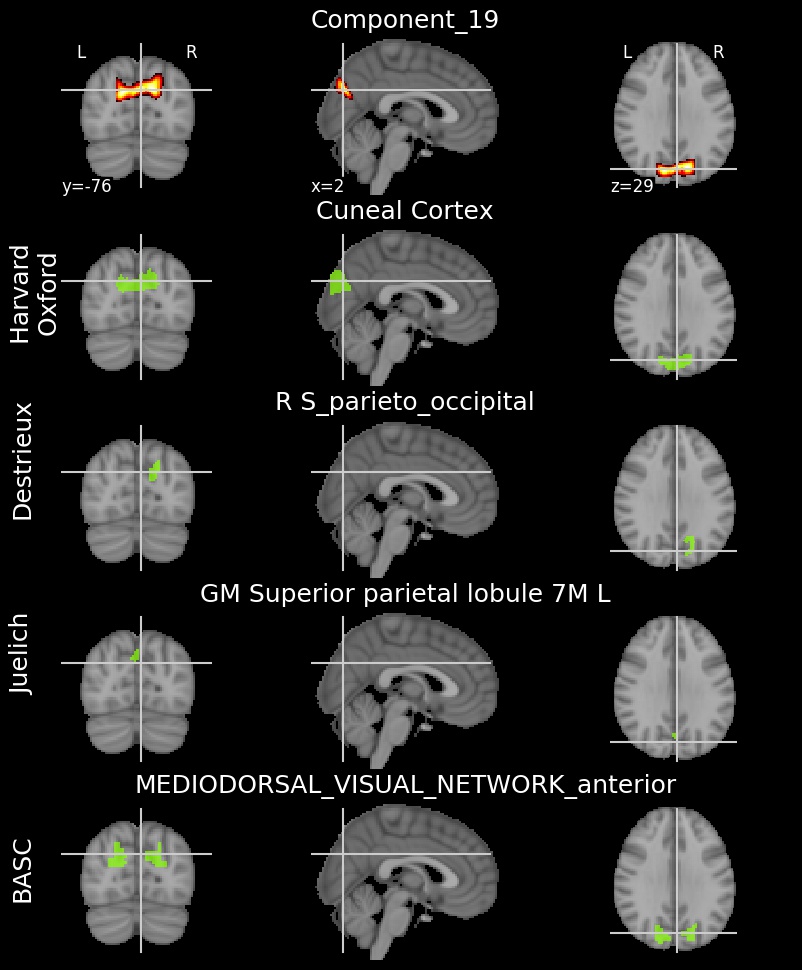 Component_19
L R
L R
y=-76
x=2
z=29
Cuneal Cortex
Harvard
Oxford
R S_parieto_occipital
Destrieux
GM Superior parietal lobule 7M L
Juelich
MEDIODORSAL_VISUAL_NETWORK_anterior
BASC